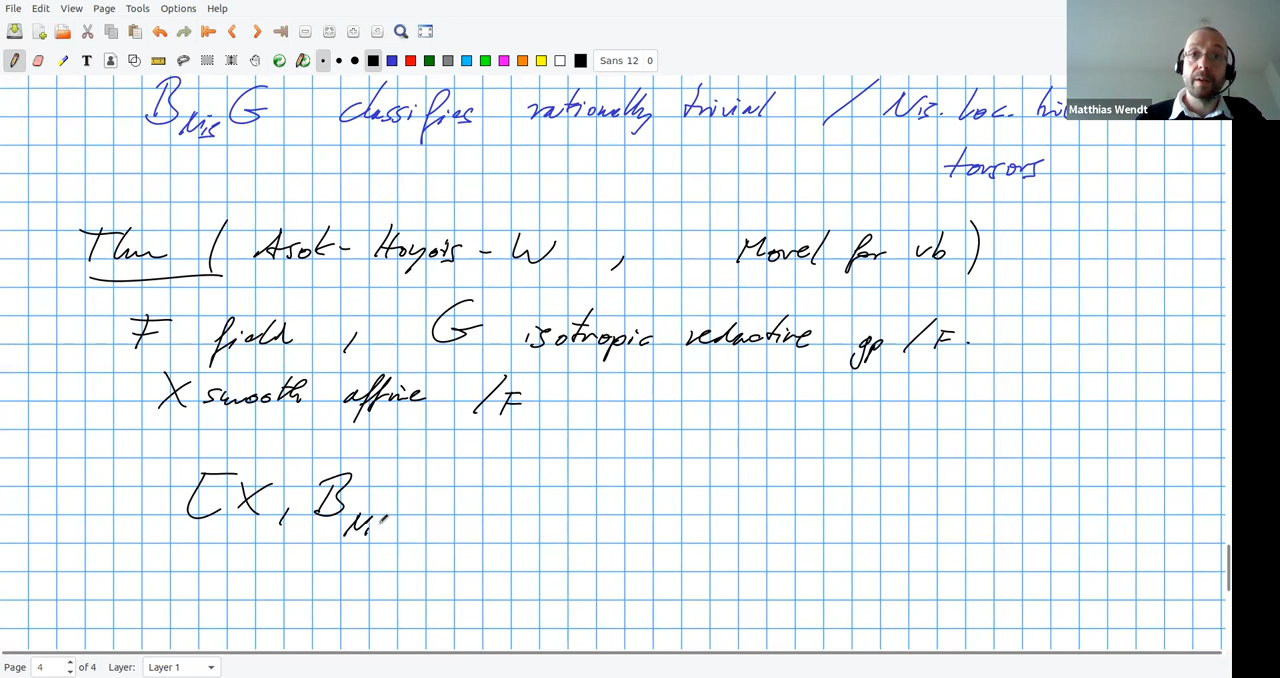 File Edit View Page Tools Options Help
Sans 12 0
Matthias Wendt
B_Nis G classifies rationally trivial / Nis. loc.
torsors
Thm ( Asok - Hoyois - W , Morel for vb )
F field , G isotropic reductive gp /F.
X smooth affine /F
[X, B_Ni
Page 4 of 4 Layer: Layer 1